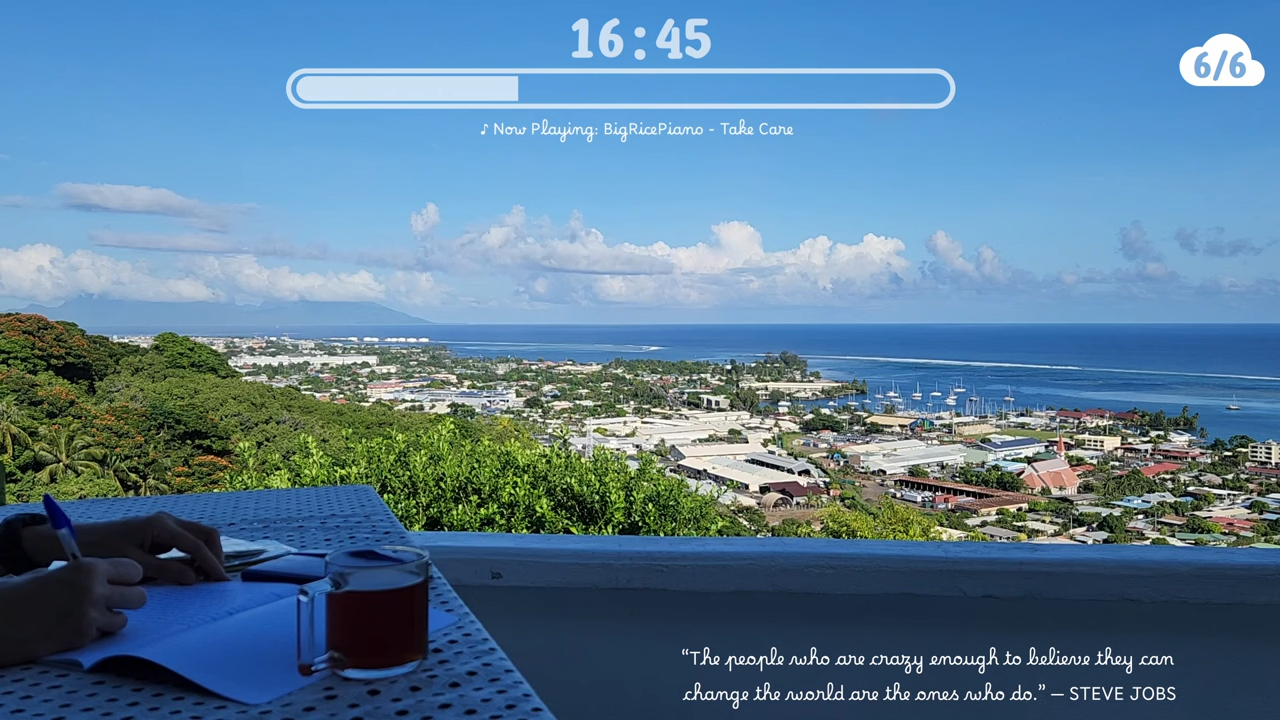 16:45
6/6
♪ Now Playing: BigRicePiano - Take Care
“The people who are crazy enough to believe they can
change the world are the ones who do.” — STEVE JOBS